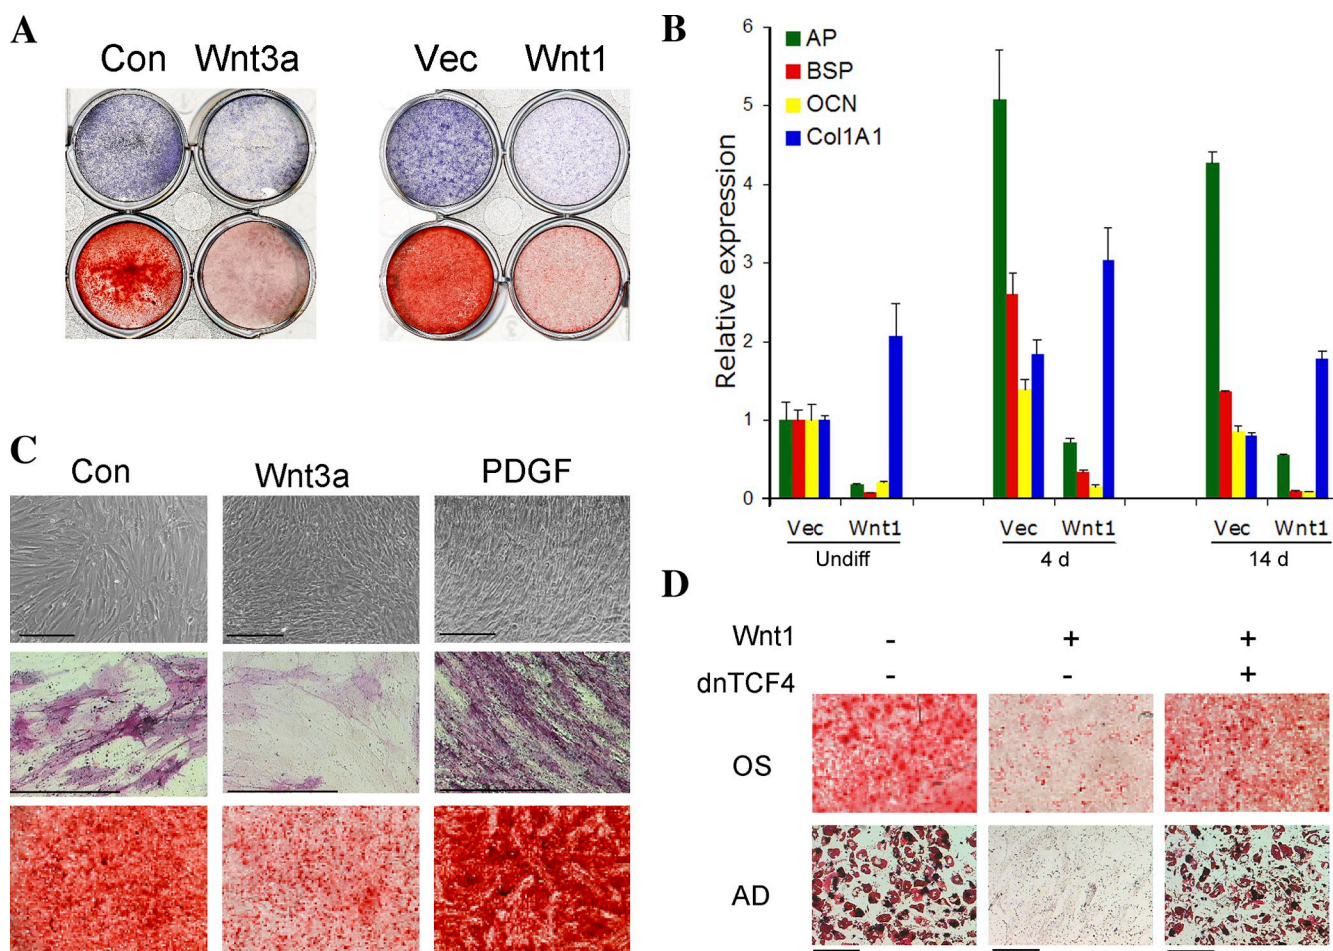 A
Con Wnt3a
Vec Wnt1
B
6
5
4
3
2
1
0
Relative expression
AP
BSP
OCN
Col1A1
Vec Wnt1 Vec Wnt1 Vec Wnt1
Undiff 4 d 14 d
C
Con Wnt3a PDGF
D
Wnt1 - + +
dnTCF4 - - +
OS
AD